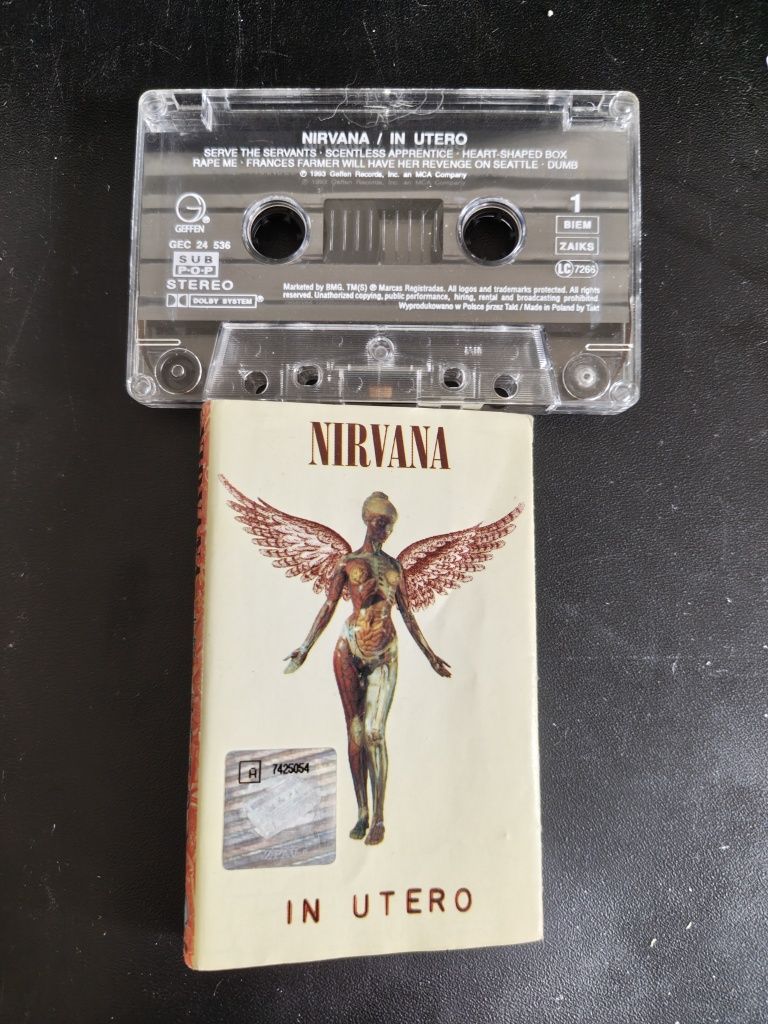 NIRVANA / IN UTERO
SERVE THE SERVANTS · SCENTLESS APPRENTICE · HEART-SHAPED BOX
RAPE ME · FRANCES FARMER WILL HAVE HER REVENGE ON SEATTLE · DUMB
℗ 1993 Geffen Records, Inc. an MCA Company
G®
GEFFEN
GEC 24 536
SUB
POP
STEREO
DOLBY SYSTEM®
1
BIEM
ZAIKS
LC 7266
Marketed by BMG. TM(S) ® Marcas Registradas. All logos and trademarks protected. All rights
reserved. Unathorized copying, public performance, hiring, rental and broadcasting prohibited.
Wyprodukowano w Polsce przez Takt / Made in Poland by Takt
NIRVANA
A 7425054
IN UTERO